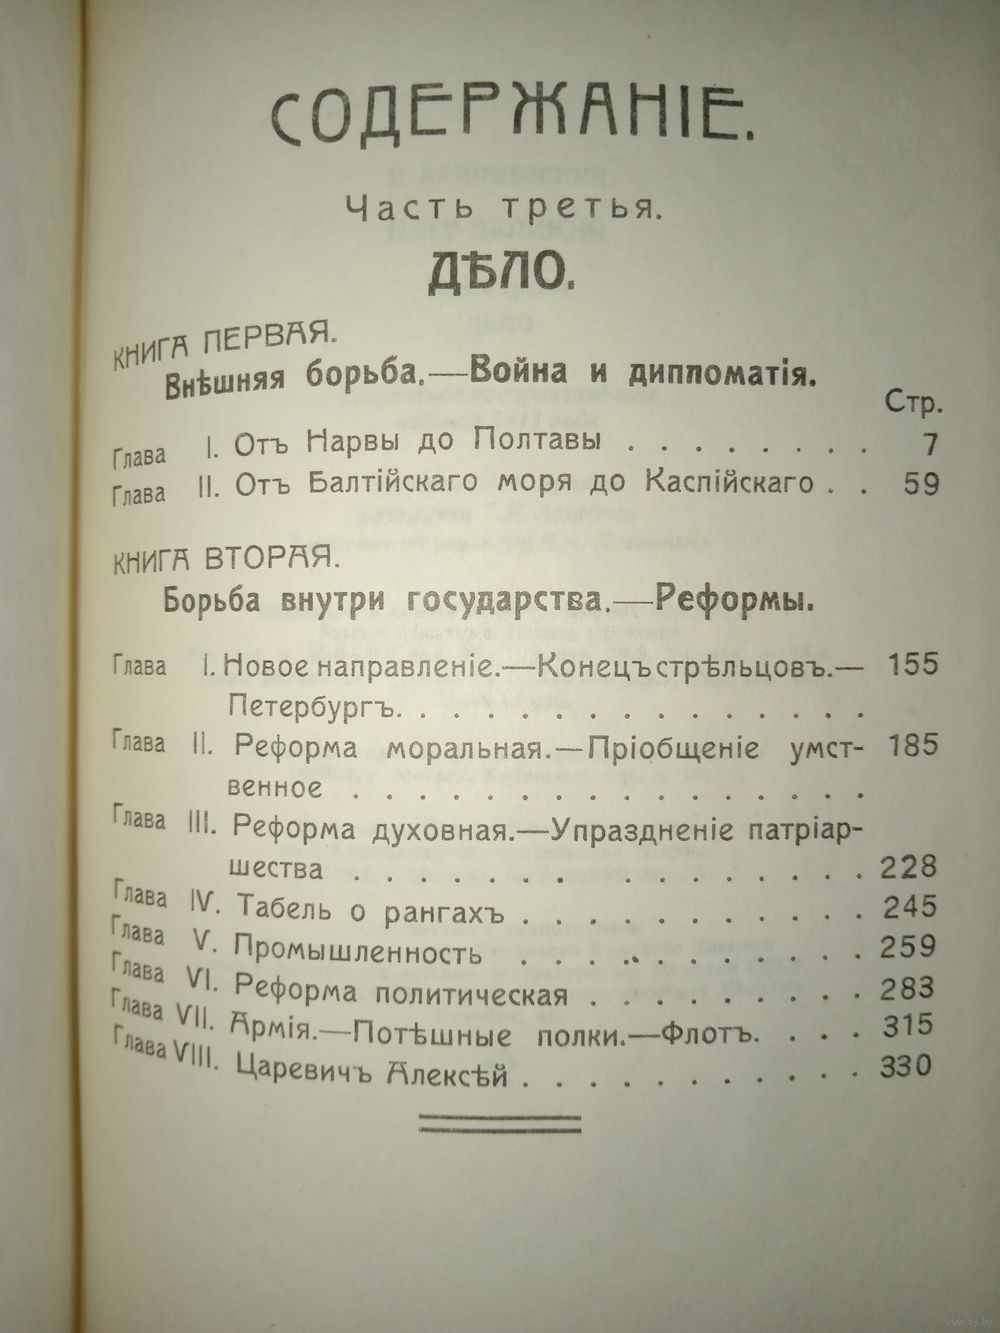 СОДЕРЖАНІЕ.
Часть третья.
ДѢЛО.
КНИГА ПЕРВАЯ.
Внѣшняя борьба.—Война и дипломатія.
Стр.
Глава I. Отъ Нарвы до Полтавы . . . . . . . . 7
Глава II. Отъ Балтійскаго моря до Каспійскаго . . 59
КНИГА ВТОРАЯ.
Борьба внутри государства.—Реформы.
Глава I. Новое направленіе.—Конецъ стрѣльцовъ.— 155
Петербургъ. . . . . . . . . . . . . . .
Глава II. Реформа моральная.—Пріобщеніе умст- 185
венное . . . . . . . . . . . . . . . .
Глава III. Реформа духовная.—Упраздненіе патріар-
шества . . . . . . . . . . . . . . . 228
Глава IV. Табель о рангахъ . . . . . . . . . . . 245
Глава V. Промышленность . . . . . . . . . . . 259
Глава VI. Реформа политическая . . . . . . . . . 283
Глава VII. Армія.—Потѣшные полки.—Флотъ. . . . 315
Глава VIII. Царевичъ Алексѣй . . . . . . . . . . . 330
www.ay.by